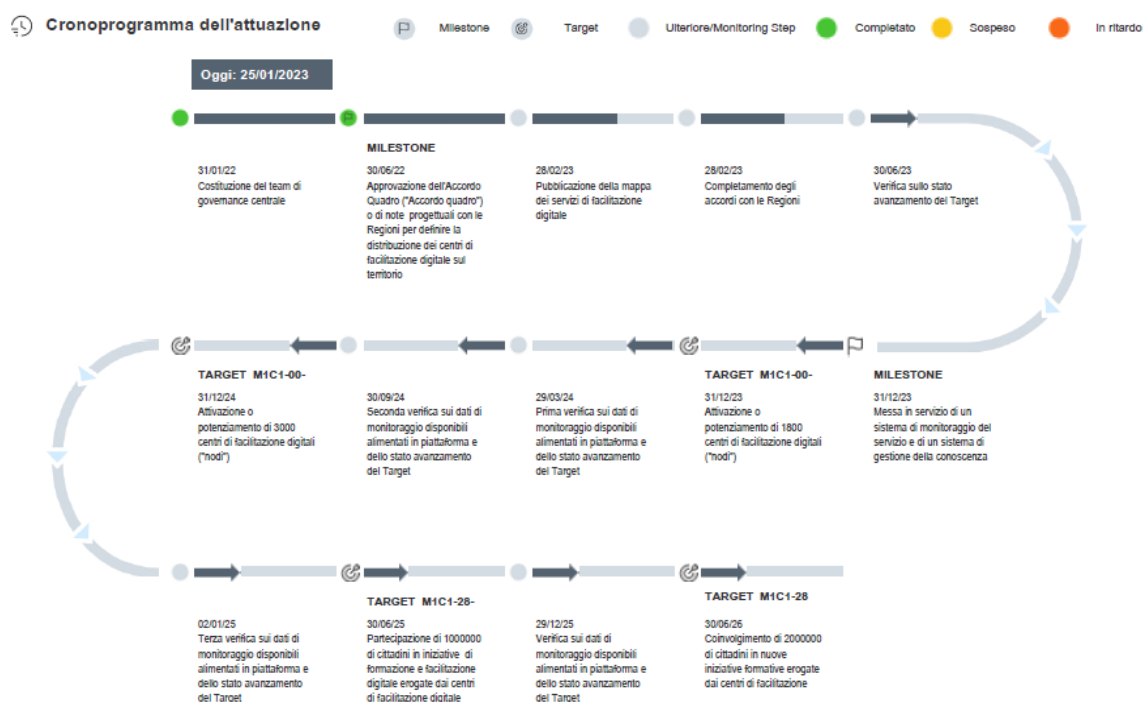 Cronoprogramma dell'attuazione
Milestone
Target
Ulteriore/Monitoring Step
Completato
Sospeso
In ritardo
Oggi: 25/01/2023
31/01/22
Costituzione del team di
governance centrale
MILESTONE
30/06/22
Approvazione dell'Accordo
Quadro ("Accordo quadro")
o di note progettuali con le
Regioni per definire la
distribuzione dei centri di
facilitazione digitale sul
territorio
28/02/23
Pubblicazione della mappa
dei servizi di facilitazione
digitale
28/02/23
Completamento degli
accordi con le Regioni
30/06/23
Verifica sullo stato
avanzamento del Target
TARGET M1C1-00-
31/12/24
Attivazione o
potenziamento di 3000
centri di facilitazione digitali
("nodi")
30/09/24
Seconda verifica sui dati di
monitoraggio disponibili
alimentati in piattaforma e
dello stato avanzamento
del Target
29/03/24
Prima verifica sui dati di
monitoraggio disponibili
alimentati in piattaforma e
dello stato avanzamento
del Target
TARGET M1C1-00-
31/12/23
Attivazione o
potenziamento di 1800
centri di facilitazione digitali
("nodi")
MILESTONE
31/12/23
Messa in servizio di un
sistema di monitoraggio del
servizio e di un sistema di
gestione della conoscenza
02/01/25
Terza verifica sui dati di
monitoraggio disponibili
alimentati in piattaforma e
dello stato avanzamento
del Target
TARGET M1C1-28-
30/06/25
Partecipazione di 1000000
di cittadini in iniziative di
formazione e facilitazione
digitale erogate dai centri
di facilitazione digitale
29/12/25
Verifica sui dati di
monitoraggio disponibili
alimentati in piattaforma e
dello stato avanzamento
del Target
TARGET M1C1-28
30/06/26
Coinvolgimento di 2000000
di cittadini in nuove
iniziative formative erogate
dai centri di facilitazione